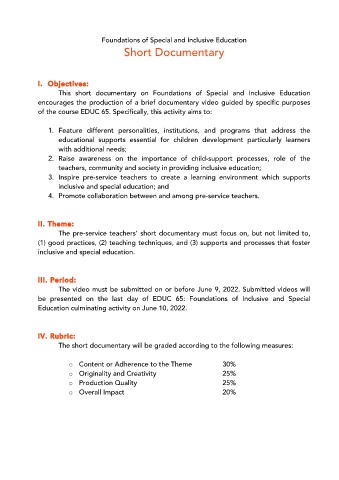 Foundations of Special and Inclusive Education
Short Documentary
I. Objectives:
This short documentary on Foundations of Special and Inclusive Education
encourages the production of a brief documentary video guided by specific purposes
of the course EDUC 65. Specifically, this activity aims to:
1. Feature different personalities, institutions, and programs that address the
educational supports essential for children development particularly learners
with additional needs;
2. Raise awareness on the importance of child-support processes, role of the
teachers, community and society in providing inclusive education;
3. Inspire pre-service teachers to create a learning environment which supports
inclusive and special education; and
4. Promote collaboration between and among pre-service teachers.
II. Theme:
The pre-service teachers' short documentary must focus on, but not limited to,
(1) good practices, (2) teaching techniques, and (3) supports and processes that foster
inclusive and special education.
III. Period:
The video must be submitted on or before June 9, 2022. Submitted videos will
be presented on the last day of EDUC 65: Foundations of Inclusive and Special
Education culminating activity on June 10, 2022.
IV. Rubric:
The short documentary will be graded according to the following measures:
○ Content or Adherence to the Theme 30%
○ Originality and Creativity 25%
○ Production Quality 25%
○ Overall Impact 20%